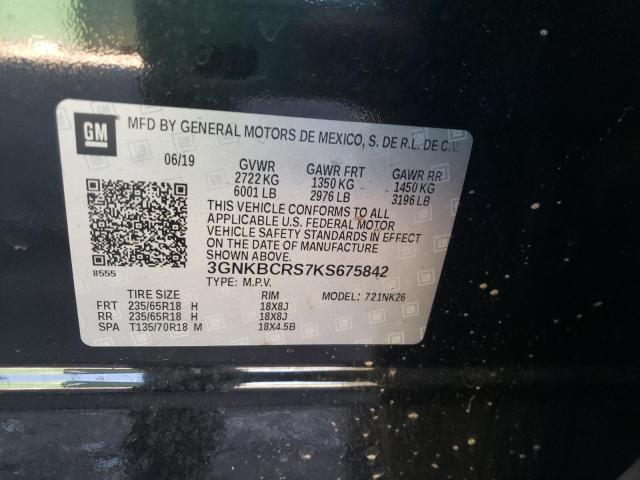 GM MFD BY GENERAL MOTORS DE MEXICO, S. DE R.L. DE C.V.
06/19 GVWR GAWR FRT GAWR RR
2722 KG 1350 KG 1450 KG
6001 LB 2976 LB 3196 LB
THIS VEHICLE CONFORMS TO ALL
APPLICABLE U.S. FEDERAL MOTOR
VEHICLE SAFETY STANDARDS IN EFFECT
ON THE DATE OF MANUFACTURE
SHOWN ABOVE.
8555 3GNKBCRS7KS675842
TYPE: M.P.V. MODEL: 721NK26
TIRE SIZE RIM
FRT 235/65R18 H 18X8J
RR 235/65R18 H 18X8J
SPA T135/70R18 M 18X4.5B